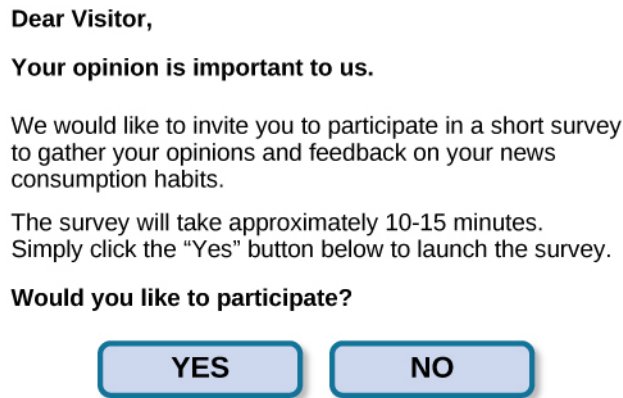 Dear Visitor,
Your opinion is important to us.
We would like to invite you to participate in a short survey
to gather your opinions and feedback on your news
consumption habits.
The survey will take approximately 10-15 minutes.
Simply click the “Yes” button below to launch the survey.
Would you like to participate?
YES NO